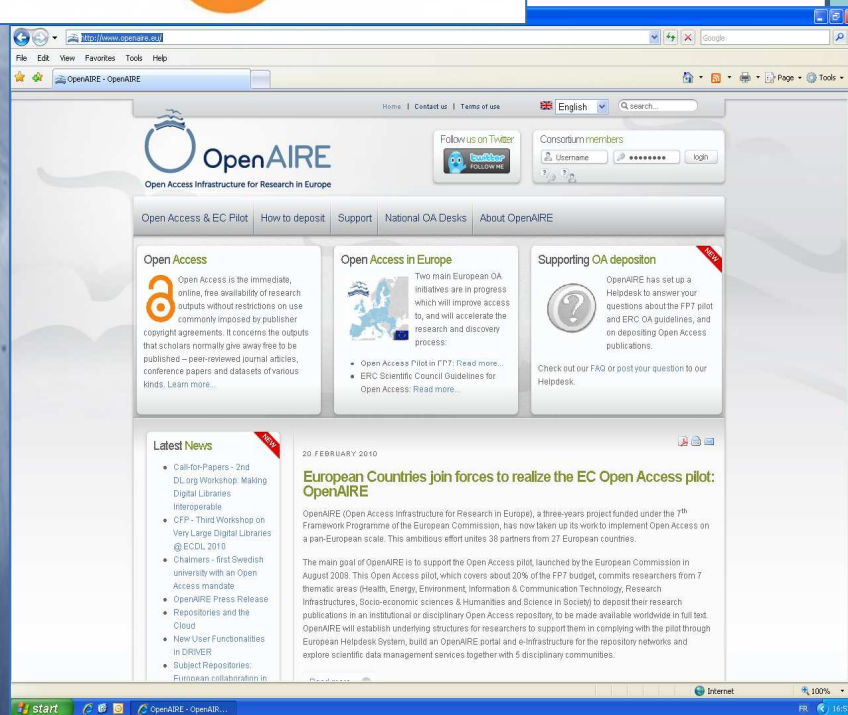 http://www.openaire.eu/
Google
File Edit View Favorites Tools Help
OpenAIRE - OpenAIRE
Page Tools
Home | Contact us | Terms of use
English
search...
OpenAIRE
Open Access Infrastructure for Research in Europe
Follow us on Twitter
twitter
FOLLOW ME
Consortium members
Username
login
Open Access & EC Pilot How to deposit Support National OA Desks About OpenAIRE
Open Access
Open Access is the immediate,
online, free availability of research
outputs without restrictions on use
commonly imposed by publisher
copyright agreements. It concerns the outputs
that scholars normally give away free to be
published – peer-reviewed journal articles,
conference papers and datasets of various
kinds. Learn more...
Open Access in Europe
Two main European OA
initiatives are in progress
which will improve access
to, and will accelerate the
research and discovery
process:
Open Access Pilot in FP7: Read more...
ERC Scientific Council Guidelines for
Open Access: Read more...
NEW
Supporting OA depositon
OpenAIRE has set up a
Helpdesk to answer your
questions about the FP7 pilot
and ERC OA guidelines, and
on depositing Open Access
publications.
Check out our FAQ or post your question to our
Helpdesk.
NEW
Latest News
Call-for-Papers - 2nd
DL.org Workshop: Making
Digital Libraries
Interoperable
CFP - Third Workshop on
Very Large Digital Libraries
@ ECDL 2010
Chalmers - first Swedish
university with an Open
Access mandate
OpenAIRE Press Release
Repositories and the
Cloud
New User Functionalities
in DRIVER
Subject Repositories:
European collaboration in
20 FEBRUARY 2010
European Countries join forces to realize the EC Open Access pilot:
OpenAIRE
OpenAIRE (Open Access Infrastructure for Research in Europe), a three-years project funded under the 7th
Framework Programme of the European Commission, has now taken up its work to implement Open Access on
a pan-European scale. This ambitious effort unites 38 partners from 27 European countries.
The main goal of OpenAIRE is to support the Open Access pilot, launched by the European Commission in
August 2008. This Open Access pilot, which covers about 20% of the FP7 budget, commits researchers from 7
thematic areas (Health, Energy, Environment, Information & Communication Technology, Research
Infrastructures, Socio-economic sciences & Humanities and Science in Society) to deposit their research
publications in an institutional or disciplinary Open Access repository, to be made available worldwide in full text.
OpenAIRE will establish underlying structures for researchers to support them in complying with the pilot through
European Helpdesk System, build an OpenAIRE portal and e-Infrastructure for the repository networks and
explore scientific data management services together with 5 disciplinary communities.
Read more
Internet
100%
start
OpenAIRE - OpenAIR...
FR